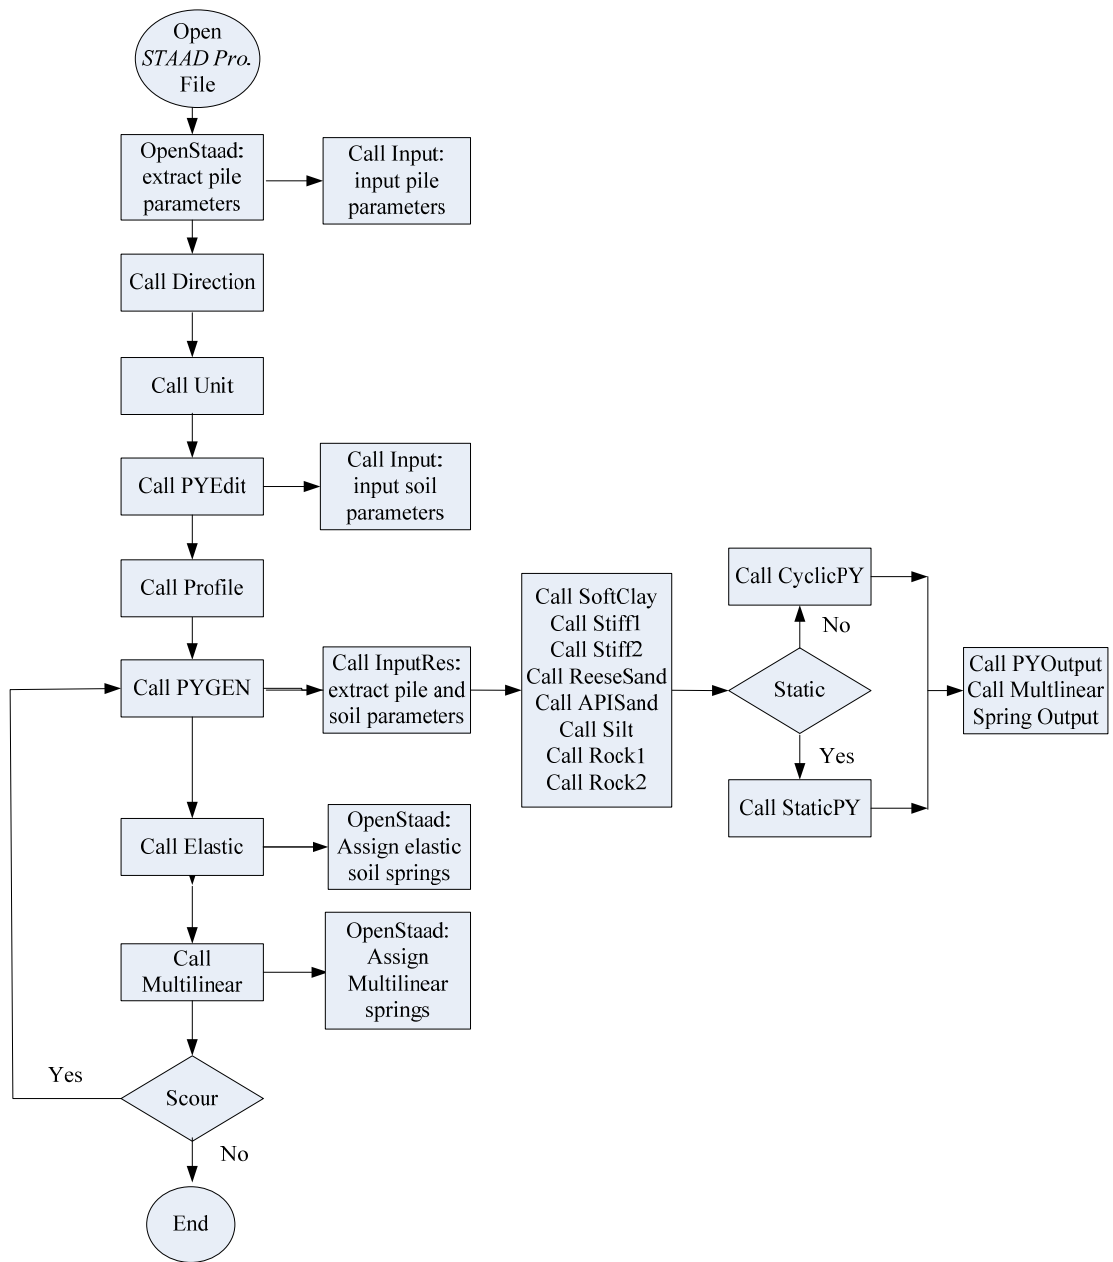 Open
STAAD Pro.
File
OpenStaad:
extract pile
parameters
Call Input:
input pile
parameters
Call Direction
Call Unit
Call PYEdit
Call Input:
input soil
parameters
Call Profile
Call PYGEN
Call InputRes:
extract pile and
soil parameters
Call SoftClay
Call Stiff1
Call Stiff2
Call ReeseSand
Call APISand
Call Silt
Call Rock1
Call Rock2
Call CyclicPY
No
Static
Yes
Call StaticPY
Call PYOutput
Call Multlinear
Spring Output
Call Elastic
OpenStaad:
Assign elastic
soil springs
Call
Multilinear
OpenStaad:
Assign
Multilinear
springs
Yes
Scour
No
End